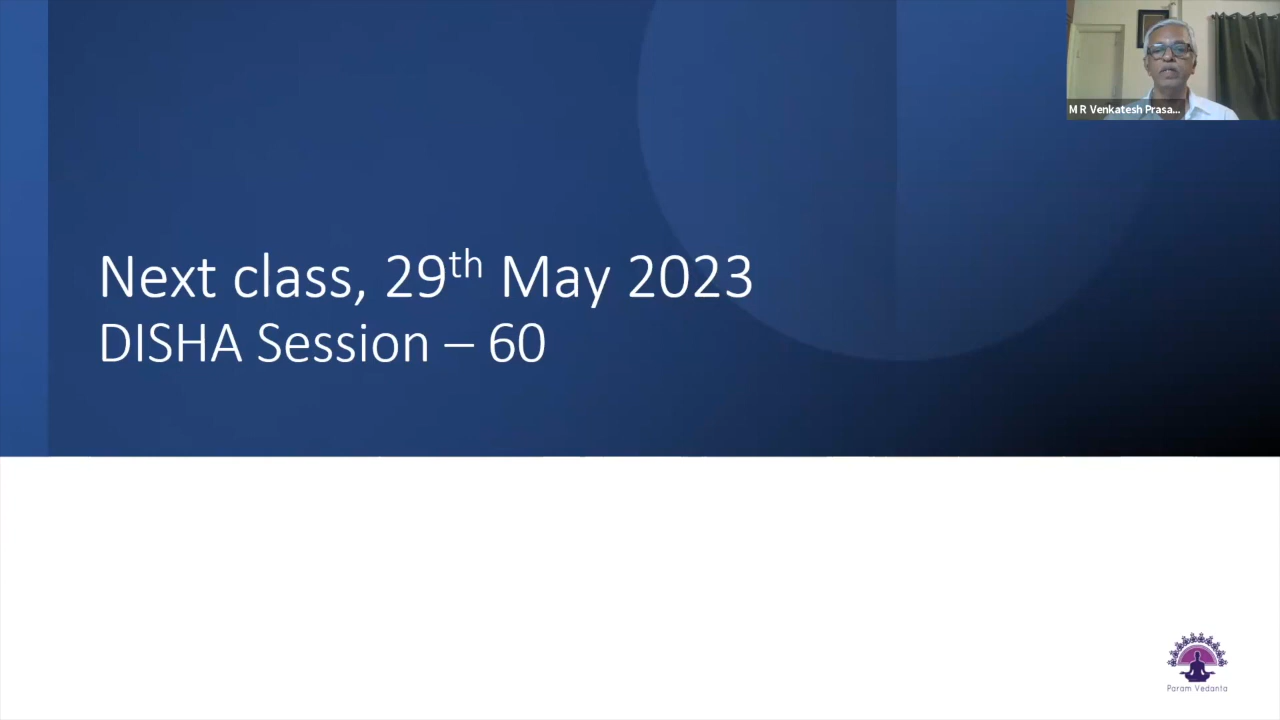 M R Venkatesh Prasa...
Next class, 29th May 2023
DISHA Session – 60
Param Vedanta